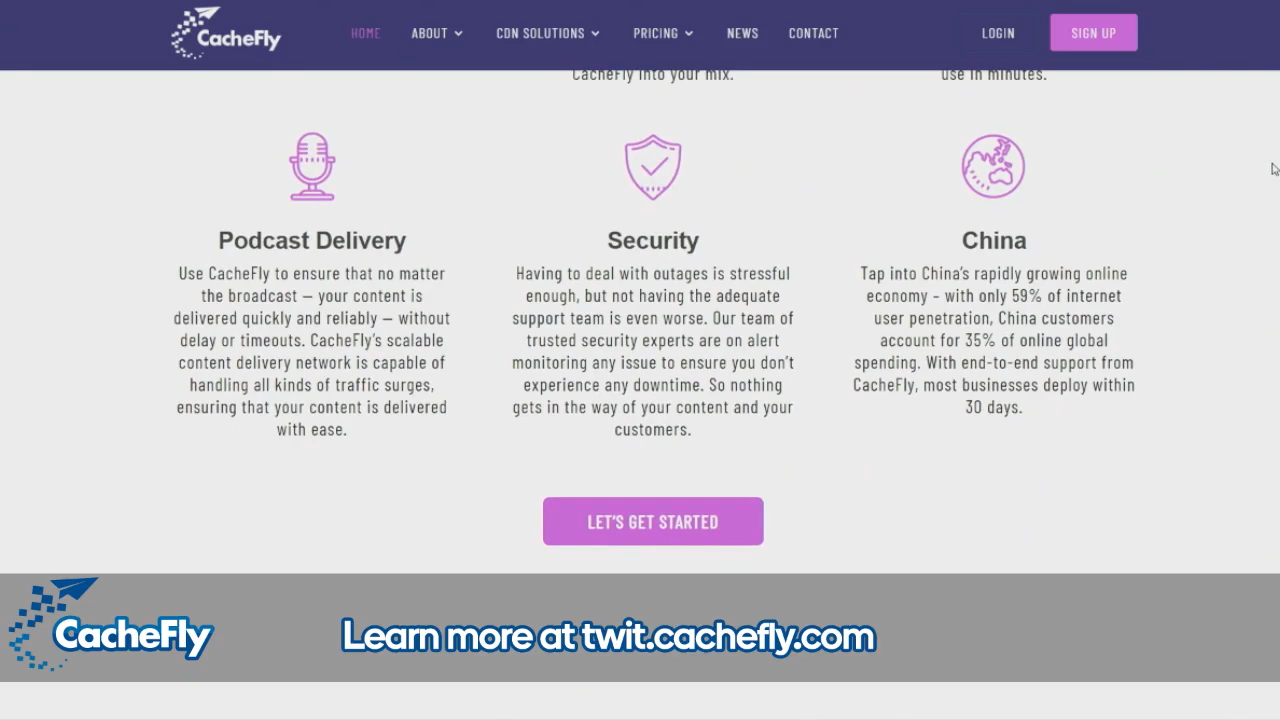 CacheFly
HOME
ABOUT
CDN SOLUTIONS
PRICING
NEWS
CONTACT
LOGIN
SIGN UP
CacheFly into your mix.
use in minutes.
Podcast Delivery
Use CacheFly to ensure that no matter
the broadcast – your content is
delivered quickly and reliably – without
delay or timeouts. CacheFly's scalable
content delivery network is capable of
handling all kinds of traffic surges,
ensuring that your content is delivered
with ease.
Security
Having to deal with outages is stressful
enough, but not having the adequate
support team is even worse. Our team of
trusted security experts are on alert
monitoring any issue to ensure you don't
experience any downtime. So nothing
gets in the way of your content and your
customers.
China
Tap into China's rapidly growing online
economy – with only 59% of internet
user penetration, China customers
account for 35% of online global
spending. With end-to-end support from
CacheFly, most businesses deploy within
30 days.
LET'S GET STARTED
CacheFly
Learn more at twit.cachefly.com